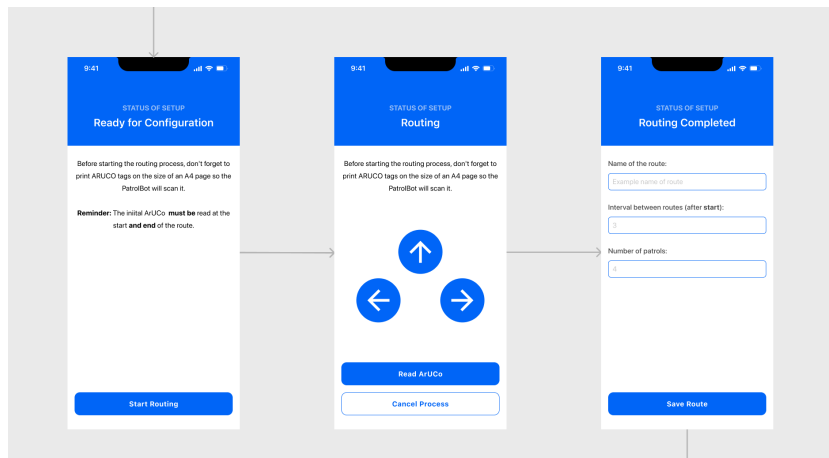 9:41
STATUS OF SETUP
Ready for Configuration
Before starting the routing process, don't forget to
print ARUCO tags on the size of an A4 page so the
PatrolBot will scan it.
Reminder: The iniital ArUCo must be read at the
start and end of the route.
Start Routing
9:41
STATUS OF SETUP
Routing
Before starting the routing process, don't forget to
print ARUCO tags on the size of an A4 page so the
PatrolBot will scan it.
Read ArUCo
Cancel Process
9:41
STATUS OF SETUP
Routing Completed
Name of the route:
Example name of route
Interval between routes (after start):
3
Number of patrols:
4
Save Route